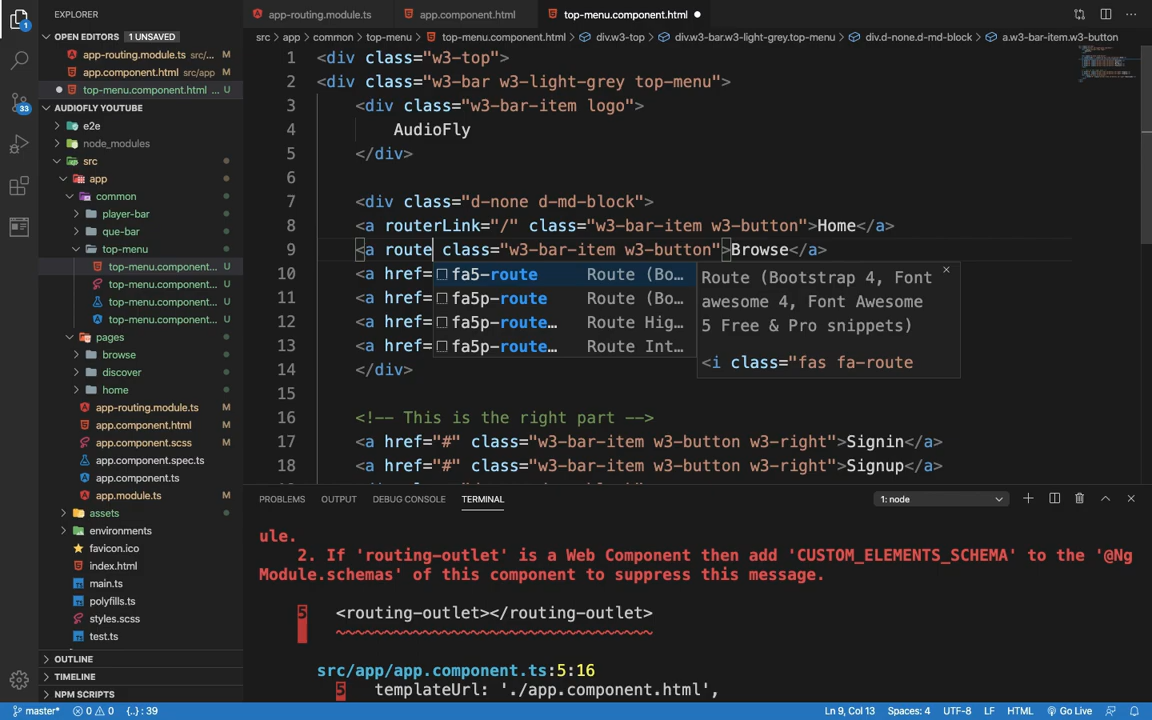 EXPLORER
app-routing.module.ts
app.component.html
top-menu.component.html
OPEN EDITORS 1 UNSAVED
app-routing.module.ts src/... M
app.component.html src/app M
top-menu.component.html ... U
AUDIOFLY YOUTUBE
e2e
node_modules
src
app
common
player-bar
que-bar
top-menu
top-menu.component... U
top-menu.component... U
top-menu.component... U
top-menu.component... U
pages
browse
discover
home
app-routing.module.ts M
app.component.html M
app.component.scss M
app.component.spec.ts
app.component.ts
app.module.ts M
assets
environments
favicon.ico
index.html
main.ts
polyfills.ts
styles.scss
test.ts
OUTLINE
TIMELINE
NPM SCRIPTS
1
33
src > app > common > top-menu > top-menu.component.html > div.w3-top > div.w3-bar.w3-light-grey.top-menu > div.d-none.d-md-block > a.w3-bar-item.w3-button
1 <div class="w3-top">
2 <div class="w3-bar w3-light-grey top-menu">
3 <div class="w3-bar-item logo">
4 AudioFly
5 </div>
6
7 <div class="d-none d-md-block">
8 <a routerLink="/" class="w3-bar-item w3-button">Home</a>
9 <a route class="w3-bar-item w3-button">Browse</a>
10 <a href=
11 <a href=
12 <a href=
13 <a href=
14 </div>
15
16 <!-- This is the right part -->
17 <a href="#" class="w3-bar-item w3-button w3-right">Signin</a>
18 <a href="#" class="w3-bar-item w3-button w3-right">Signup</a>
fa5-route Route (Bo...
fa5p-route Route (Bo...
fa5p-route... Route Hig...
fa5p-route... Route Int...
Route (Bootstrap 4, Font
awesome 4, Font Awesome
5 Free & Pro snippets)
<i class="fas fa-route
PROBLEMS OUTPUT DEBUG CONSOLE TERMINAL 1: node
ule.
2. If 'routing-outlet' is a Web Component then add 'CUSTOM_ELEMENTS_SCHEMA' to the '@Ng
Module.schemas' of this component to suppress this message.
5 <routing-outlet></routing-outlet>
~~~~~~~~~~~~~~~~~~~~~~~~~~~~~~~~~
src/app/app.component.ts:5:16
5 templateUrl: './app.component.html',
master* 0 0 {..} : 39 Ln 9, Col 13 Spaces: 4 UTF-8 LF HTML Go Live